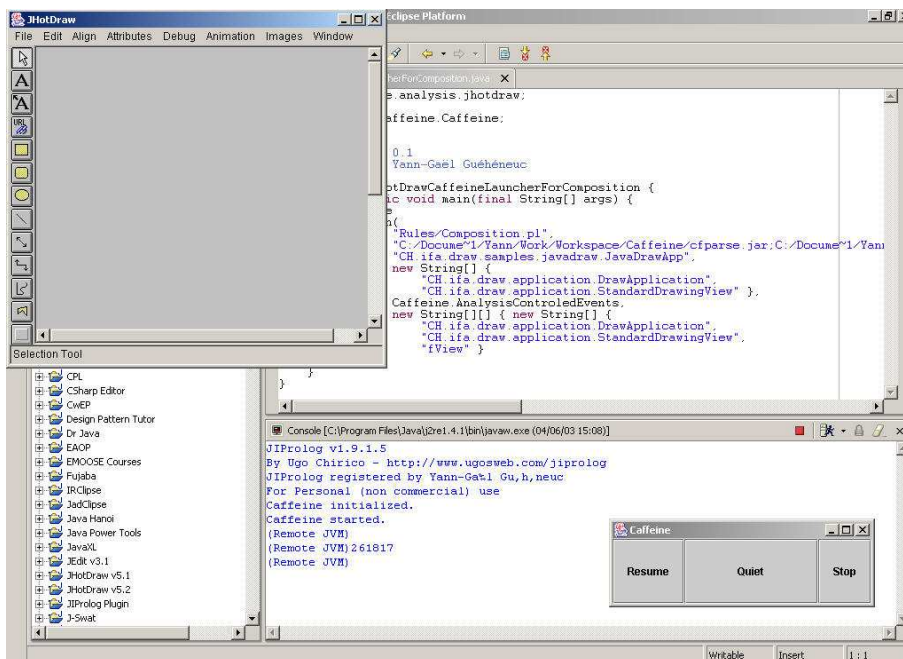 JHotDraw
Eclipse Platform
File Edit Align Attributes Debug Animation Images Window
A
A
URL
Selection Tool
herForComposition.java
e.analysis.jhotdraw;
affeine.Caffeine;
0.1
Yann-Gaël Guéhéneuc
otDrawCaffeineLauncherForComposition {
ic void main(final String[] args) {
e
n(
"Rules/Composition.pl",
"C:/Docume~1/Yann/Work/Workspace/Caffeine/cfparse.jar;C:/Docume~1/Yann
"CH.ifa.draw.samples.javadraw.JavaDrawApp",
new String[] {
"CH.ifa.draw.application.DrawApplication",
"CH.ifa.draw.application.StandardDrawingView" },
Caffeine.AnalysisControledEvents,
new String[][] { new String[] {
"CH.ifa.draw.application.DrawApplication",
"CH.ifa.draw.application.StandardDrawingView",
"fView" }
}
}
CPL
CSharp Editor
CwEP
Design Pattern Tutor
Dr Java
EAOP
EMOOSE Courses
Fujaba
IRClipse
JadClipse
Java Hanoi
Java Power Tools
JavaXL
JEdit v3.1
JHotDraw v5.1
JHotDraw v5.2
JIProlog Plugin
J-Swat
Console [C:\Program Files\Java\j2re1.4.1\bin\javaw.exe (04/06/03 15:08)]
JIProlog v1.9.1.5
By Ugo Chirico - http://www.ugosweb.com/jiprolog
JIProlog registered by Yann-Ga½l Gu,h,neuc
For Personal (non commercial) use
Caffeine initialized.
Caffeine started.
(Remote JVM)
(Remote JVM)261817
(Remote JVM)
Caffeine
Resume Quiet Stop
Writable Insert 1 : 1